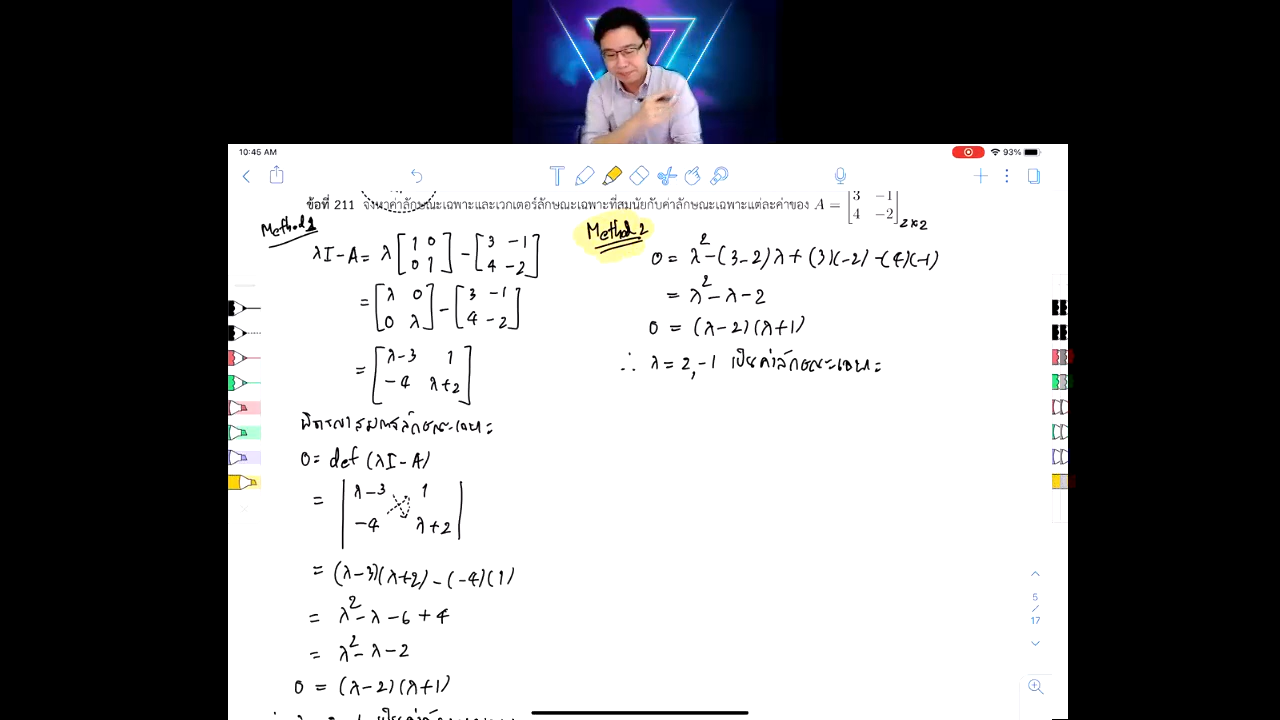 10:45 AM
93%
T
ข้อที่ 211 จงหาค่าลักษณะเฉพาะและเวกเตอร์ลักษณะเฉพาะที่สมนัยกับค่าลักษณะเฉพาะแต่ละค่าของ A = [3 −1; 4 −2] 2x2
Method 1
λI-A = λ [1 0; 0 1] - [3 -1; 4 -2]
= [λ 0; 0 λ] - [3 -1; 4 -2]
= [λ-3 1; -4 λ+2]
พิจารณาสมการลักษณะเฉพาะ
0 = det (λI-A)
= |λ-3 1; -4 λ+2|
= (λ-3)(λ+2) - (-4)(1)
= λ² - λ - 6 + 4
= λ² - λ - 2
0 = (λ-2)(λ+1)
Method 2
0 = λ² - (3-2)λ + (3)(-2) - (4)(-1)
= λ² - λ - 2
0 = (λ-2)(λ+1)
∴ λ = 2, -1 เป็นค่าลักษณะเฉพาะ
5
/
17